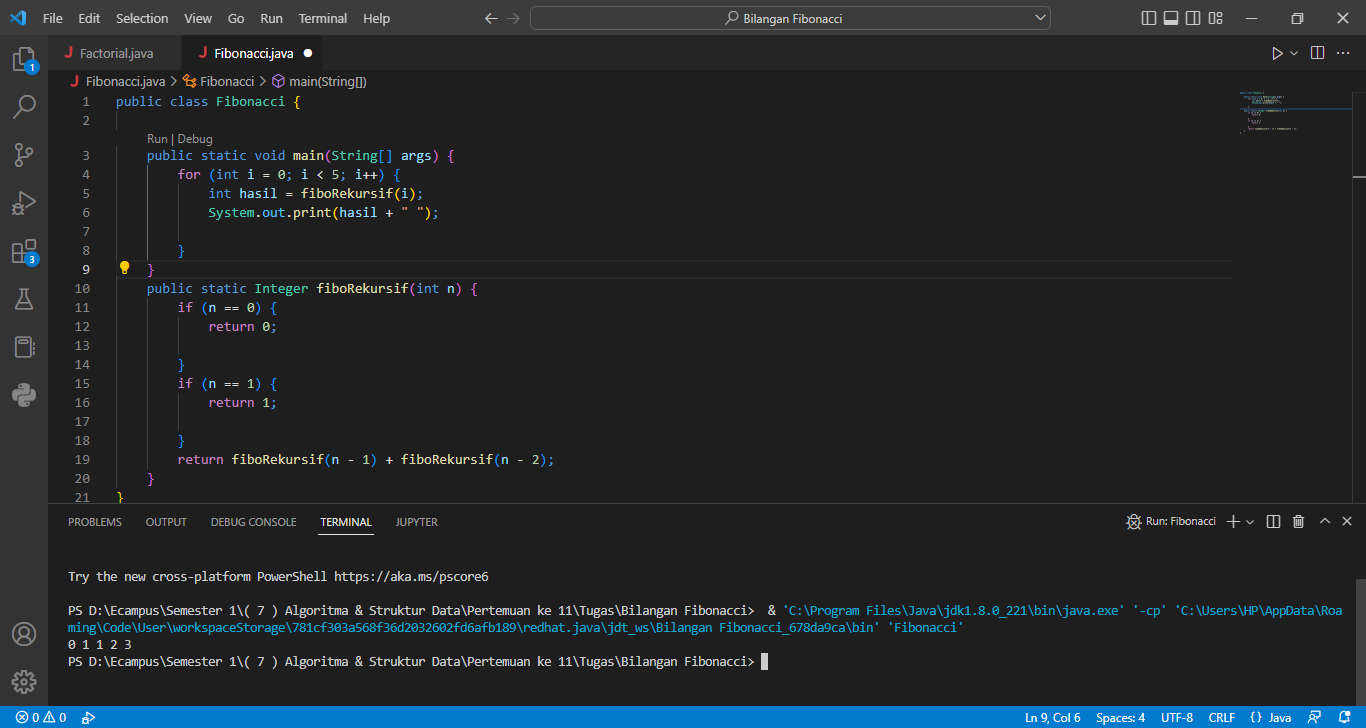 File Edit Selection View Go Run Terminal Help Bilangan Fibonacci
1 J Factorial.java J Fibonacci.java
J Fibonacci.java > Fibonacci > main(String[])
1 public class Fibonacci {
2
Run | Debug
3 public static void main(String[] args) {
4 for (int i = 0; i < 5; i++) {
5 int hasil = fiboRekursif(i);
6 System.out.print(hasil + " ");
7
8 }
9 }
10 public static Integer fiboRekursif(int n) {
11 if (n == 0) {
12 return 0;
13
14 }
15 if (n == 1) {
16 return 1;
17
18 }
19 return fiboRekursif(n - 1) + fiboRekursif(n - 2);
20 }
21 }
3
PROBLEMS OUTPUT DEBUG CONSOLE TERMINAL JUPYTER Run: Fibonacci
Try the new cross-platform PowerShell https://aka.ms/pscore6
PS D:\Ecampus\Semester 1\( 7 ) Algoritma & Struktur Data\Pertemuan ke 11\Tugas\Bilangan Fibonacci> & 'C:\Program Files\Java\jdk1.8.0_221\bin\java.exe' '-cp' 'C:\Users\HP\AppData\Roa
ming\Code\User\workspaceStorage\781cf303a568f36d2032602fd6afb189\redhat.java\jdt_ws\Bilangan Fibonacci_678da9ca\bin' 'Fibonacci'
0 1 1 2 3
PS D:\Ecampus\Semester 1\( 7 ) Algoritma & Struktur Data\Pertemuan ke 11\Tugas\Bilangan Fibonacci>
0 0 Ln 9, Col 6 Spaces: 4 UTF-8 CRLF {} Java